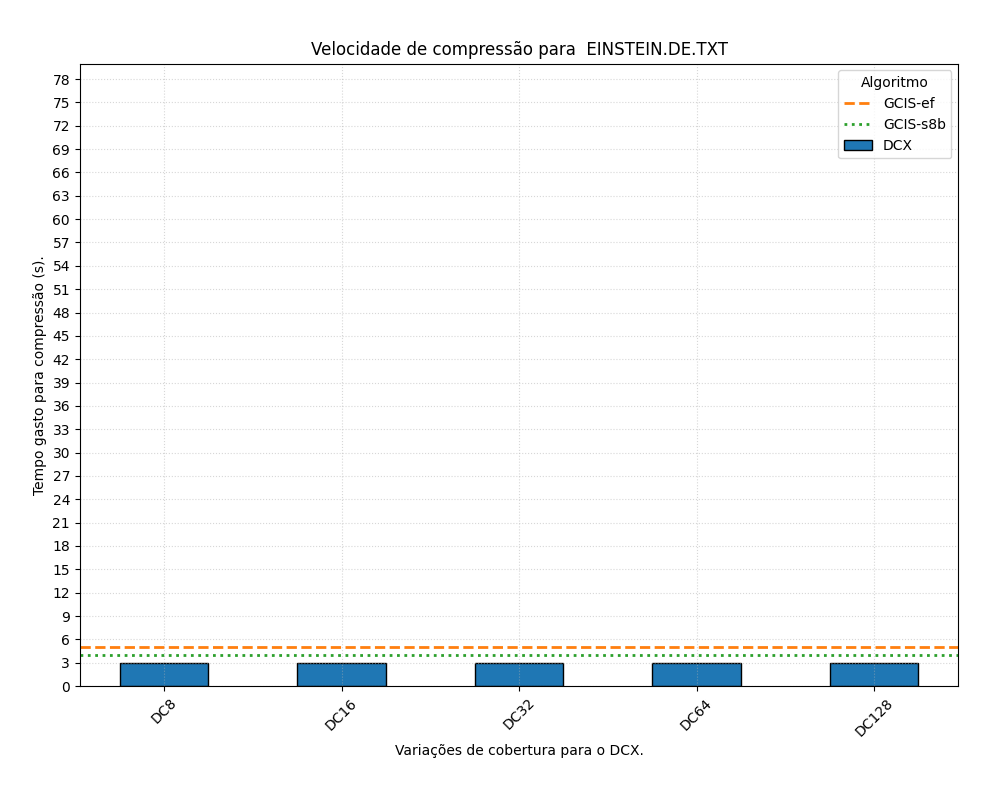 Velocidade de compressão para  EINSTEIN.DE.TXT
Algoritmo
GCIS-ef
GCIS-s8b
DCX
Tempo gasto para compressão (s).
78
75
72
69
66
63
60
57
54
51
48
45
42
39
36
33
30
27
24
21
18
15
12
9
6
3
0
DC8
DC16
DC32
DC64
DC128
Variações de cobertura para o DCX.